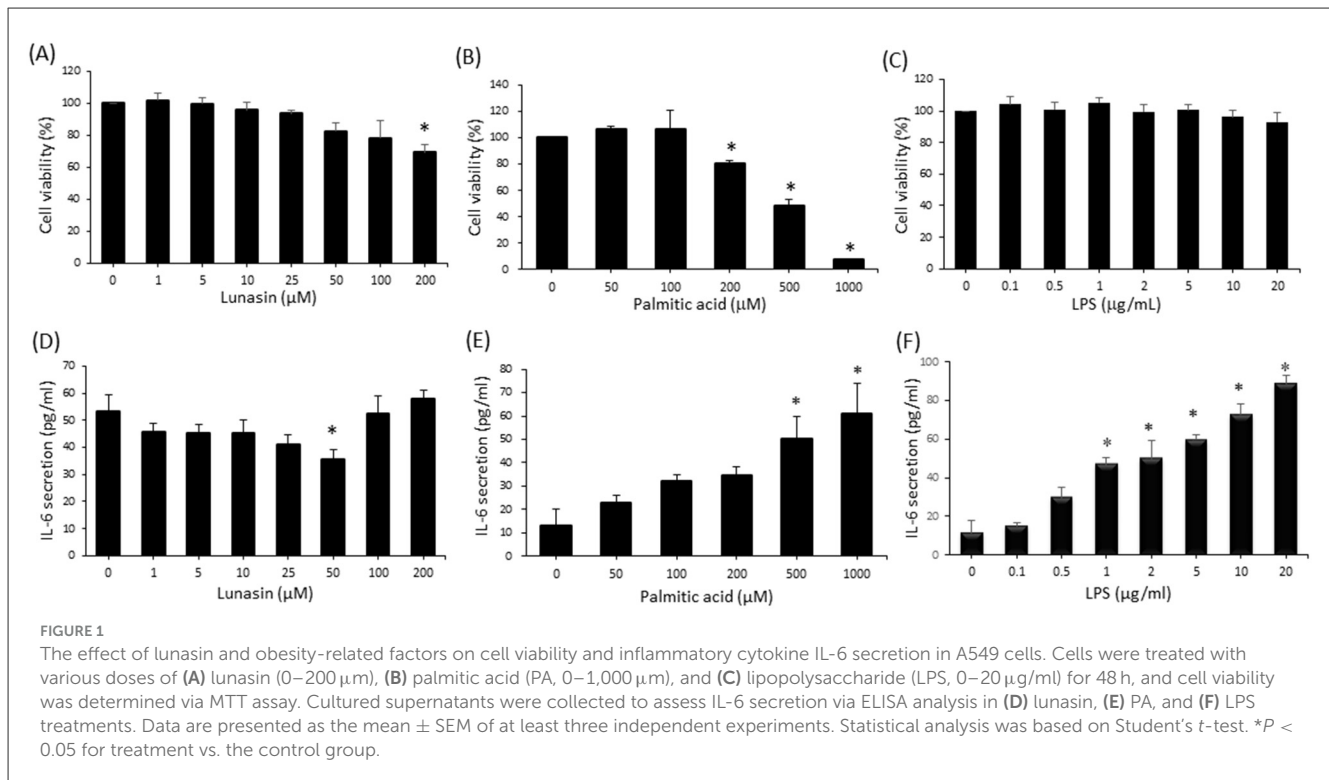 (A)
120
100
80
60
40
20
0
Cell viability (%)
0 1 5 10 25 50 100 200
Lunasin (μM)
*
(B)
140
120
100
80
60
40
20
0
Cell viability (%)
0 50 100 200 500 1000
Palmitic acid (μM)
* * *
(C)
120
100
80
60
40
20
0
Cell viability (%)
0 0.1 0.5 1 2 5 10 20
LPS (μg/mL)
(D)
70
60
50
40
30
20
10
0
IL-6 secretion (pg/ml)
0 1 5 10 25 50 100 200
Lunasin (μM)
*
(E)
80
70
60
50
40
30
20
10
0
IL-6 secretion (pg/ml)
0 50 100 200 500 1000
Palmitic acid (μM)
* *
(F)
100
80
60
40
20
0
IL-6 secretion (pg/ml)
0 0.1 0.5 1 2 5 10 20
LPS (μg/ml)
* * * * *
FIGURE 1
The effect of lunasin and obesity-related factors on cell viability and inflammatory cytokine IL-6 secretion in A549 cells. Cells were treated with
various doses of (A) lunasin (0–200 μm), (B) palmitic acid (PA, 0–1,000 μm), and (C) lipopolysaccharide (LPS, 0–20 μg/ml) for 48 h, and cell viability
was determined via MTT assay. Cultured supernatants were collected to assess IL-6 secretion via ELISA analysis in (D) lunasin, (E) PA, and (F) LPS
treatments. Data are presented as the mean ± SEM of at least three independent experiments. Statistical analysis was based on Student's t-test. *P <
0.05 for treatment vs. the control group.